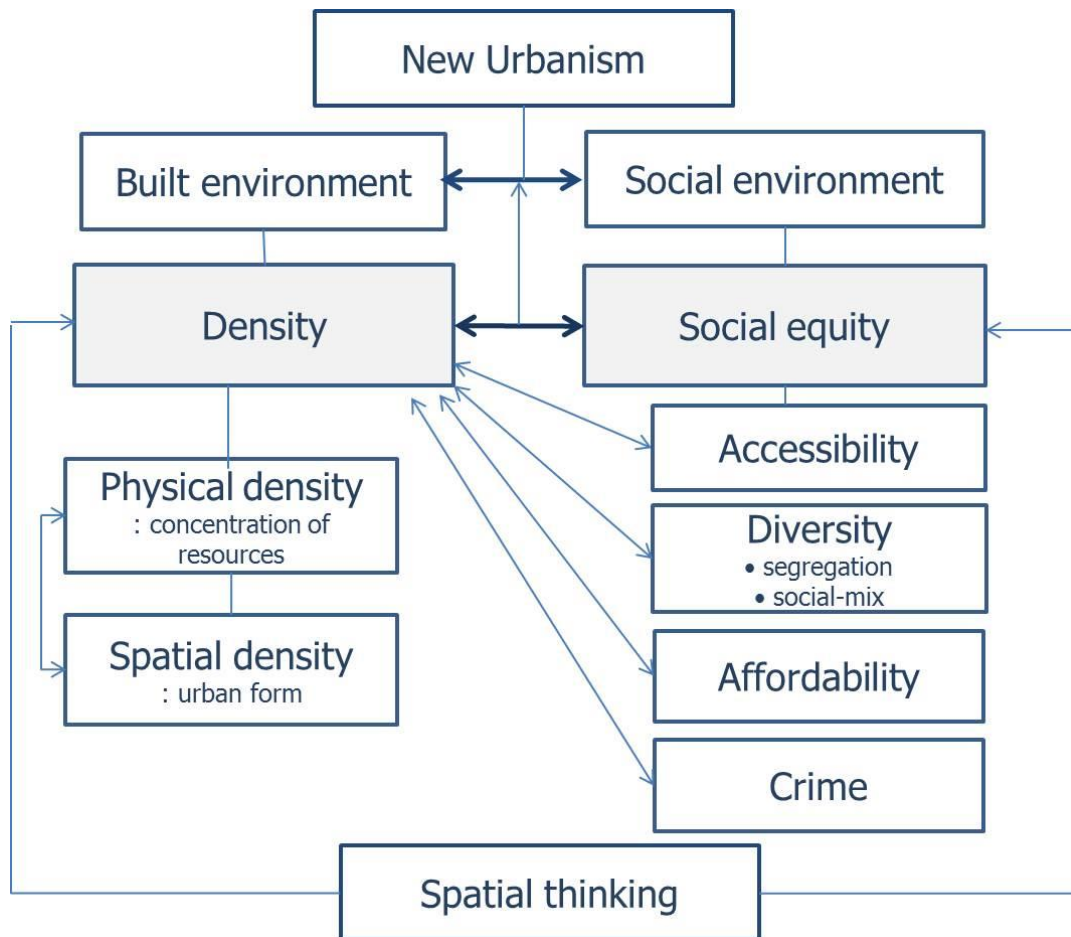 New Urbanism
Built environment
Social environment
Density
Social equity
Physical density
: concentration of
resources
Spatial density
: urban form
Accessibility
Diversity
• segregation
• social-mix
Affordability
Crime
Spatial thinking